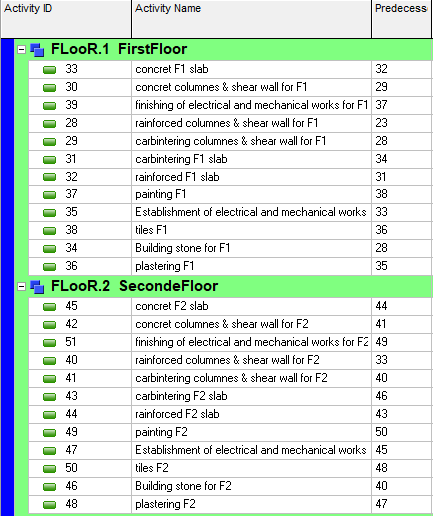 Activity ID Activity Name Predecess
FLooR.1 FirstFloor
33 concret F1 slab 32
30 concret columnes & shear wall for F1 29
39 finishing of electrical and mechanical works for F1 37
28 rainforced columnes & shear wall for F1 23
29 carbintering columnes & shear wall for F1 28
31 carbintering F1 slab 34
32 rainforced F1 slab 31
37 painting F1 38
35 Establishment of electrical and mechanical works 33
38 tiles F1 36
34 Building stone for F1 28
36 plastering F1 35
FLooR.2 SecondeFloor
45 concret F2 slab 44
42 concret columnes & shear wall for F2 41
51 finishing of electrical and mechanical works for F2 49
40 rainforced columnes & shear wall for F2 33
41 carbintering columnes & shear wall for F2 40
43 carbintering F2 slab 46
44 rainforced F2 slab 43
49 painting F2 50
47 Establishment of electrical and mechanical works 45
50 tiles F2 48
46 Building stone for F2 40
48 plastering F2 47